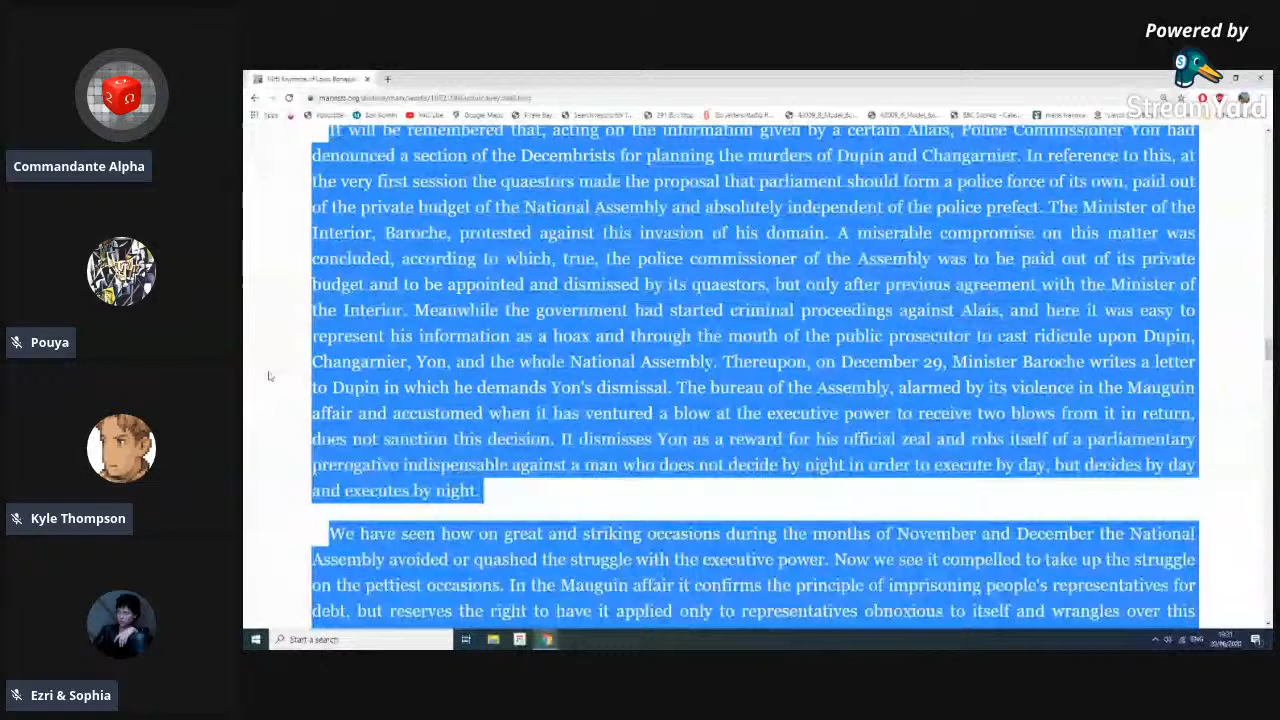 Powered by
StreamYard
Commandante Alpha
Pouya
Kyle Thompson
Ezri & Sophia
It will be remembered that, acting on the information given by a certain Allais, Police Commissioner Yon had
denounced a section of the Decembrists for planning the murders of Dupin and Changarnier. In reference to this, at
the very first session the quaestors made the proposal that parliament should form a police force of its own, paid out
of the private budget of the National Assembly and absolutely independent of the police prefect. The Minister of the
Interior, Baroche, protested against this invasion of his domain. A miserable compromise on this matter was
concluded, according to which, true, the police commissioner of the Assembly was to be paid out of its private
budget and to be appointed and dismissed by its quaestors, but only after previous agreement with the Minister of
the Interior. Meanwhile the government had started criminal proceedings against Alais, and here it was easy to
represent his information as a hoax and through the mouth of the public prosecutor to cast ridicule upon Dupin,
Changarnier, Yon, and the whole National Assembly. Thereupon, on December 29, Minister Baroche writes a letter
to Dupin in which he demands Yon's dismissal. The bureau of the Assembly, alarmed by its violence in the Mauguin
affair and accustomed when it has ventured a blow at the executive power to receive two blows from it in return,
does not sanction this decision. It dismisses Yon as a reward for his official zeal and robs itself of a parliamentary
prerogative indispensable against a man who does not decide by night in order to execute by day, but decides by day
and executes by night.
We have seen how on great and striking occasions during the months of November and December the National
Assembly avoided or quashed the struggle with the executive power. Now we see it compelled to take up the struggle
on the pettiest occasions. In the Mauguin affair it confirms the principle of imprisoning people's representatives for
debt, but reserves the right to have it applied only to representatives obnoxious to itself and wrangles over this
Start a search
ENG